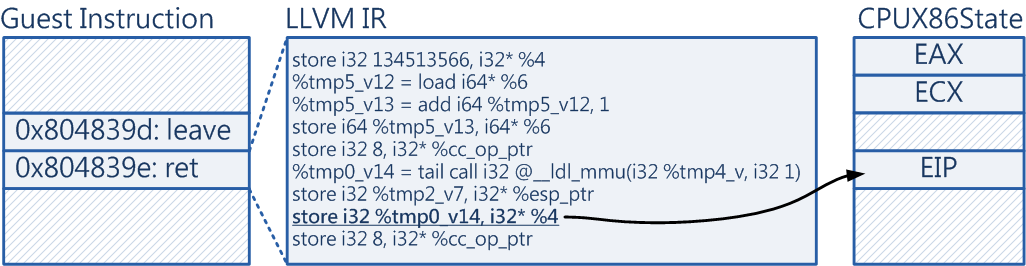 Guest Instruction
0x804839d: leave
0x804839e: ret
LLVM IR
store i32 134513566, i32* %4
%tmp5_v12 = load i64* %6
%tmp5_v13 = add i64 %tmp5_v12, 1
store i64 %tmp5_v13, i64* %6
store i32 8, i32* %cc_op_ptr
%tmp0_v14 = tail call i32 @__ldl_mmu(i32 %tmp4_v, i32 1)
store i32 %tmp2_v7, i32* %esp_ptr
store i32 %tmp0_v14, i32* %4
store i32 8, i32* %cc_op_ptr
CPUX86State
EAX
ECX
EIP